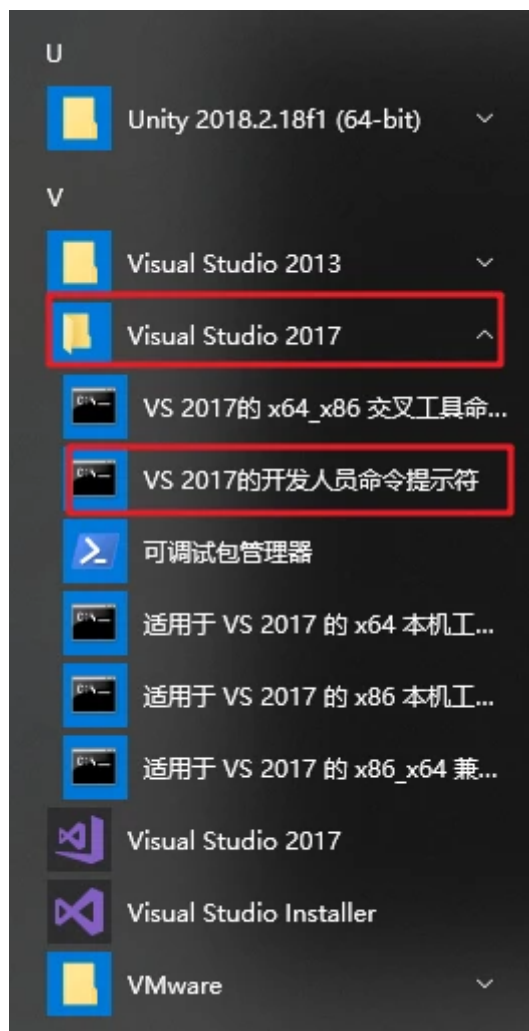 U
Unity 2018.2.18f1 (64-bit)
V
Visual Studio 2013
Visual Studio 2017
VS 2017的 x64_x86 交叉工具命...
VS 2017的开发人员命令提示符
可调试包管理器
适用于 VS 2017 的 x64 本机工...
适用于 VS 2017 的 x86 本机工...
适用于 VS 2017 的 x86_x64 兼...
Visual Studio 2017
Visual Studio Installer
VMware